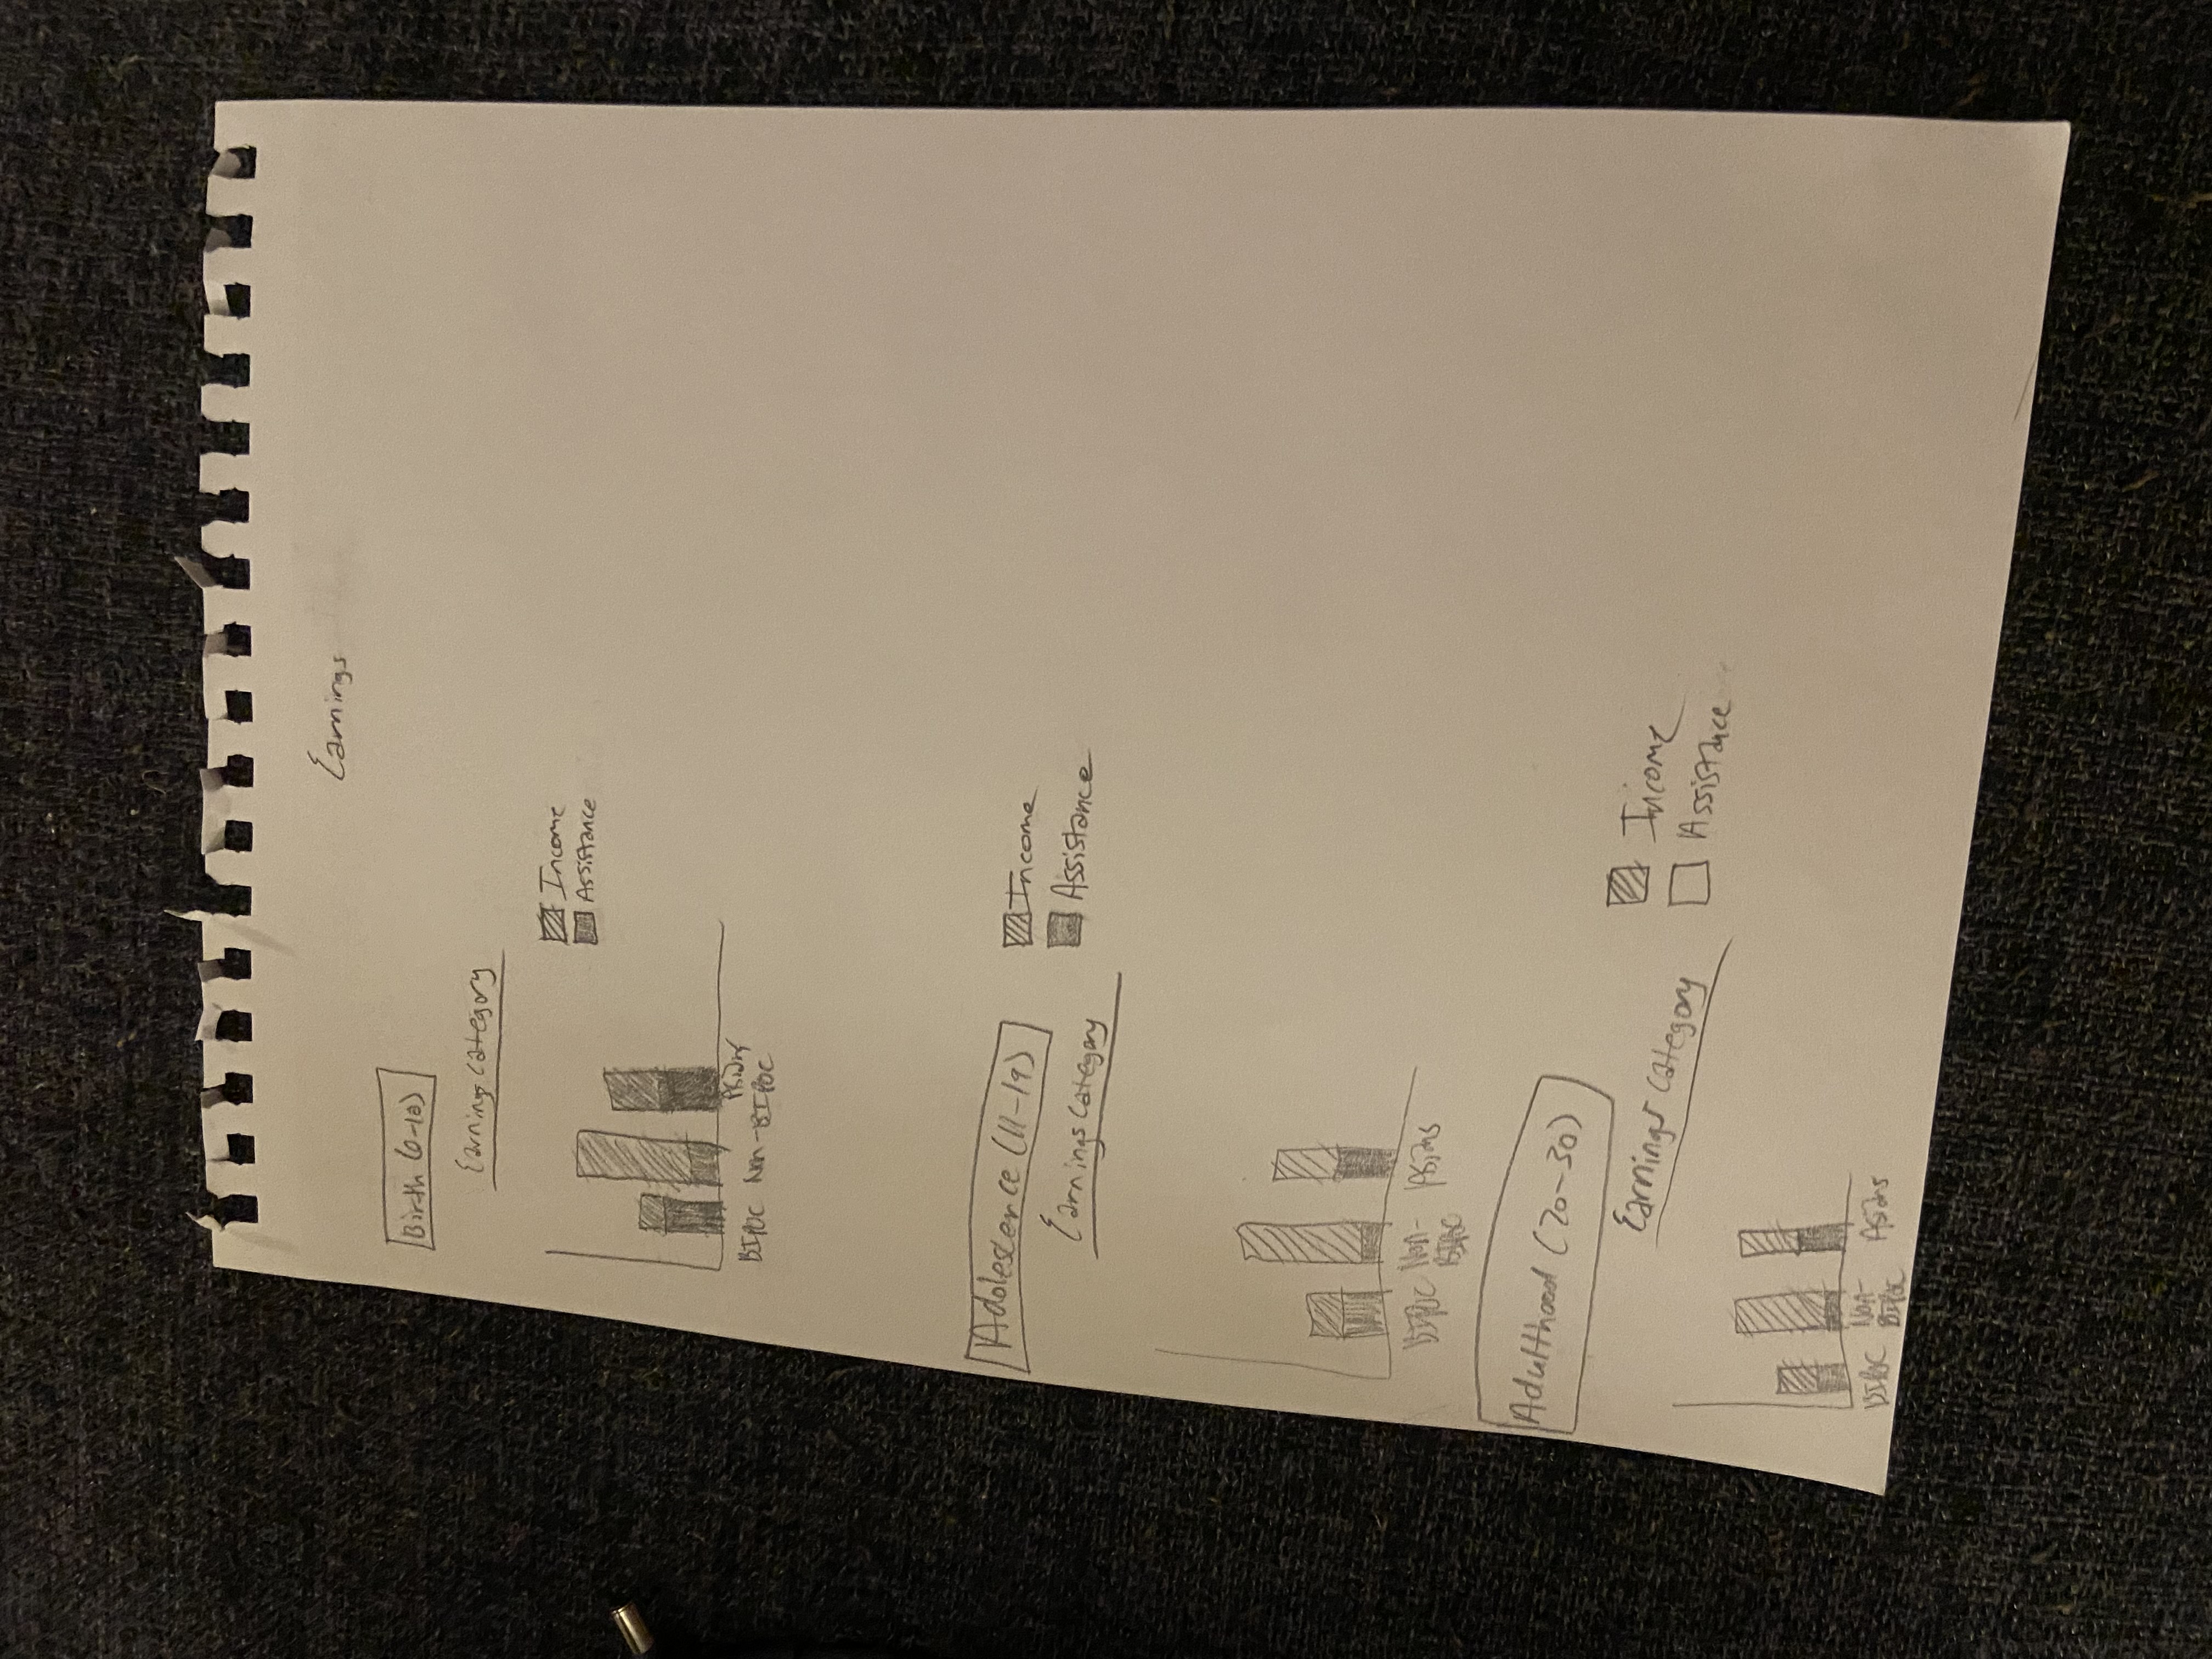 Earnings
Birth (0-10)
Earnings Category
Income
Assistance
Asians
BIPOC Non-BIPOC
Adolescence (11-19)
Income
Earnings Category
Assistance
BIPOC Non- Asians
BIPOC
Adulthood (20-30)
Earnings Category
Income
Assistance
BIPOC Non- Asians
BIPOC